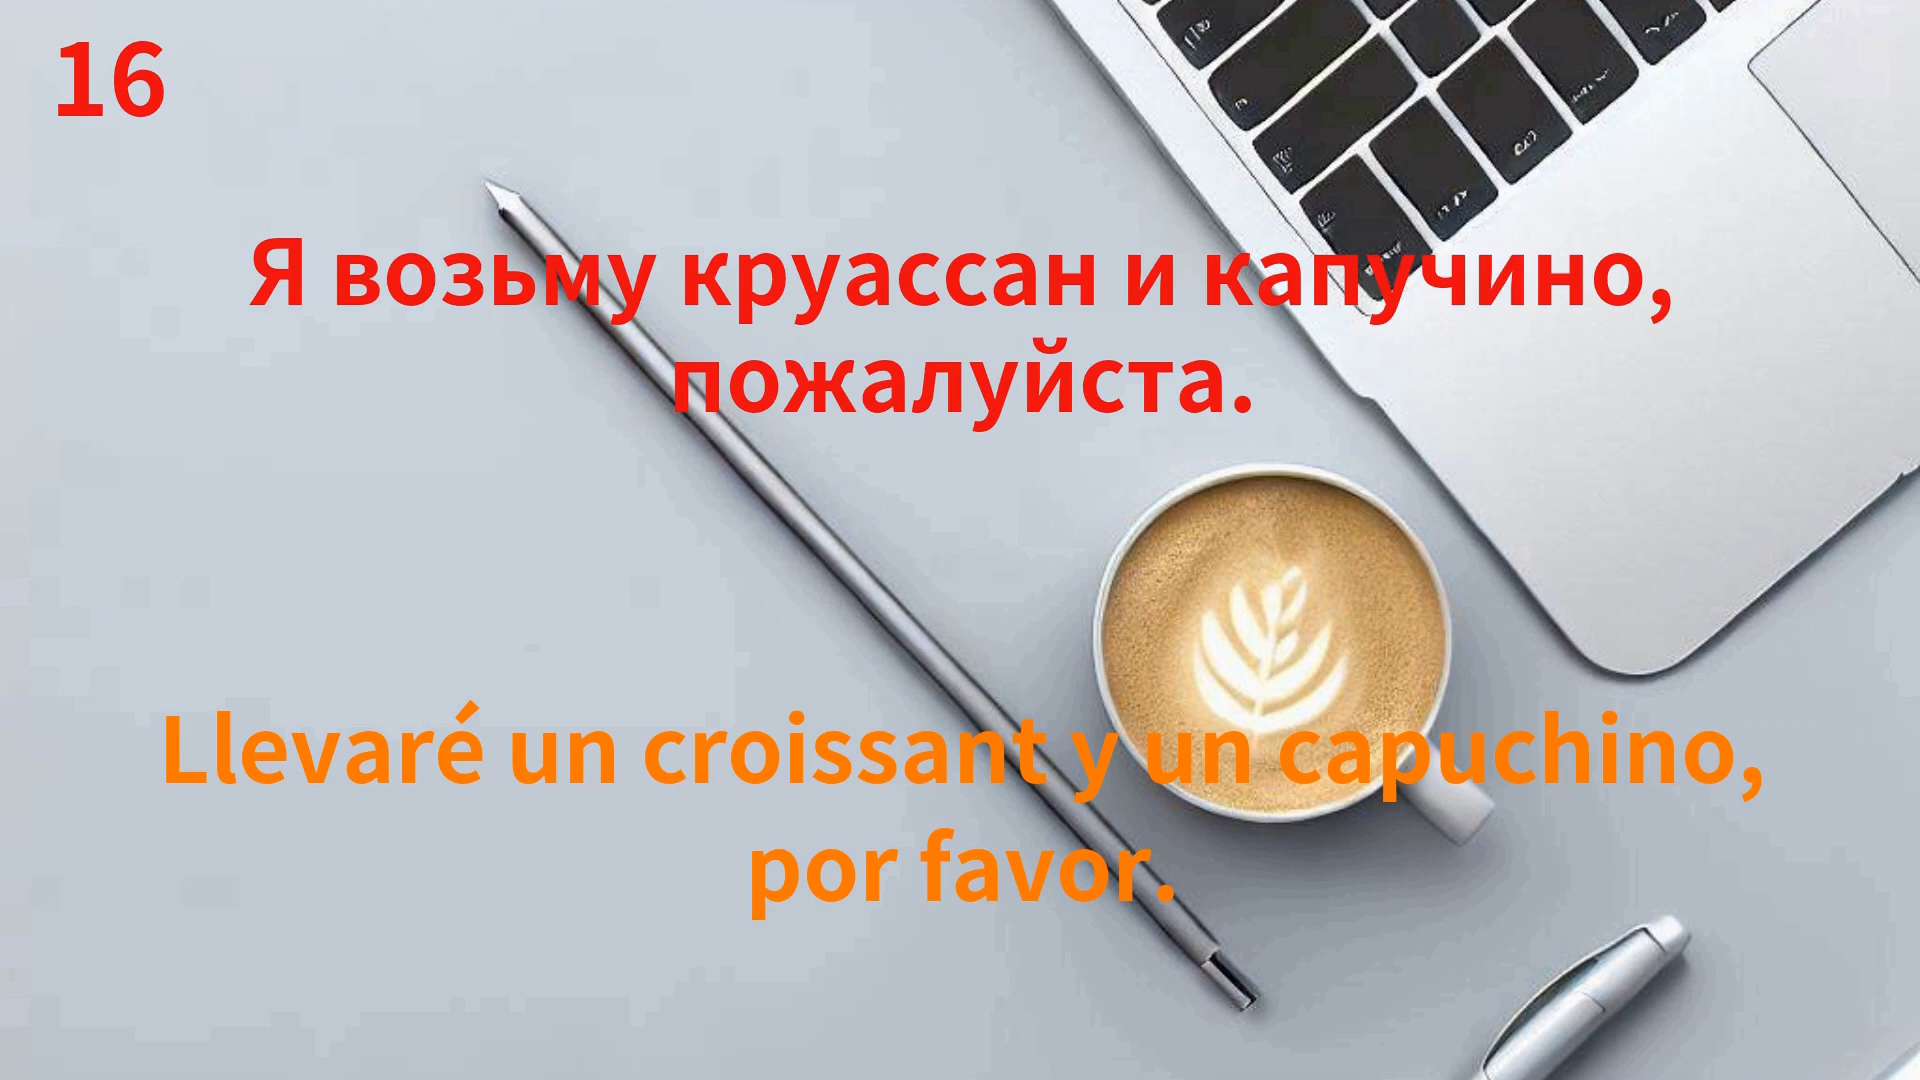 16
Я возьму круассан и капучино,
пожалуйста.
Llevaré un croissant y un capuchino,
por favor.